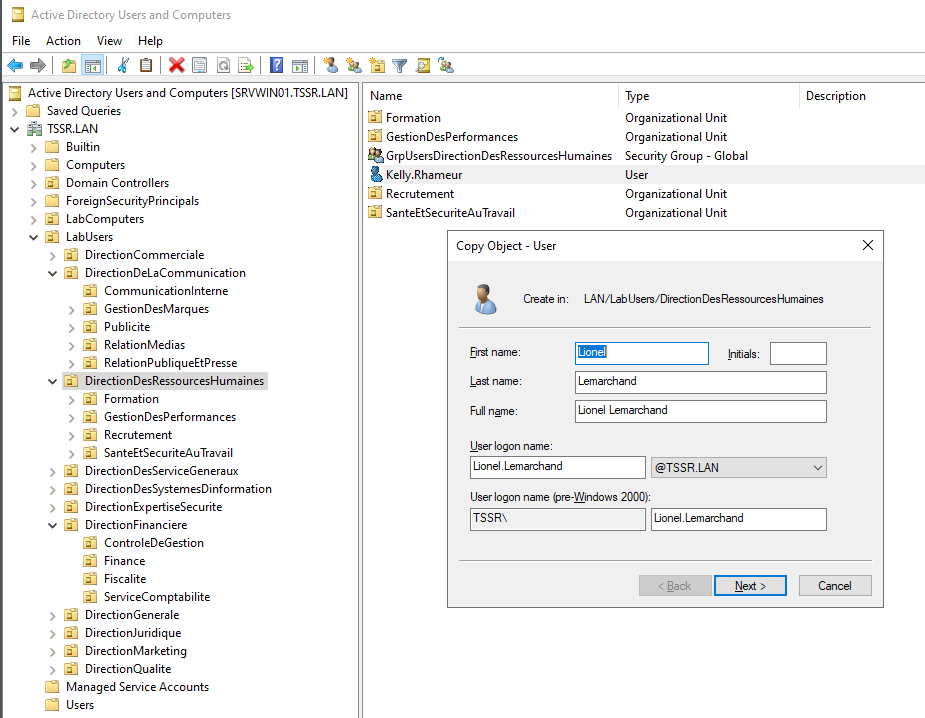 Active Directory Users and Computers
File Action View Help
Active Directory Users and Computers [SRVWIN01.TSSR.LAN]
Saved Queries
TSSR.LAN
Builtin
Computers
Domain Controllers
ForeignSecurityPrincipals
LabComputers
LabUsers
DirectionCommerciale
DirectionDeLaCommunication
CommunicationInterne
GestionDesMarques
Publicite
RelationMedias
RelationPubliqueEtPresse
DirectionDesRessourcesHumaines
Formation
GestionDesPerformances
Recrutement
SanteEtSecuriteAuTravail
DirectionDesServiceGeneraux
DirectionDesSystemesDinformation
DirectionExpertiseSecurite
DirectionFinanciere
ControleDeGestion
Finance
Fiscalite
ServiceComptabilite
DirectionGenerale
DirectionJuridique
DirectionMarketing
DirectionQualite
Managed Service Accounts
Users
Name Type Description
Formation Organizational Unit
GestionDesPerformances Organizational Unit
GrpUsersDirectionDesRessourcesHumaines Security Group - Global
Kelly.Rhameur User
Recrutement Organizational Unit
SanteEtSecuriteAuTravail Organizational Unit
Copy Object - User
Create in: LAN/LabUsers/DirectionDesRessourcesHumaines
First name: Lionel Initials:
Last name: Lemarchand
Full name: Lionel Lemarchand
User logon name:
Lionel.Lemarchand @TSSR.LAN
User logon name (pre-Windows 2000):
TSSR\ Lionel.Lemarchand
< Back Next > Cancel